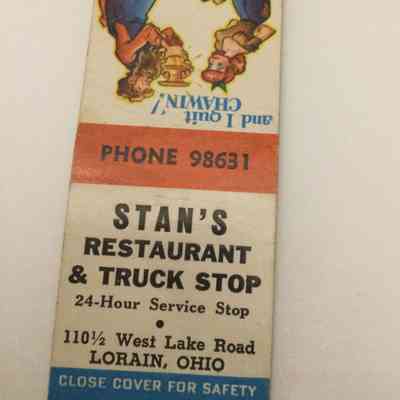 and I quit
CHAWIN'!
PHONE 98631
STAN'S
RESTAURANT
& TRUCK STOP
24-Hour Service Stop
•
110½ West Lake Road
LORAIN, OHIO
CLOSE COVER FOR SAFETY